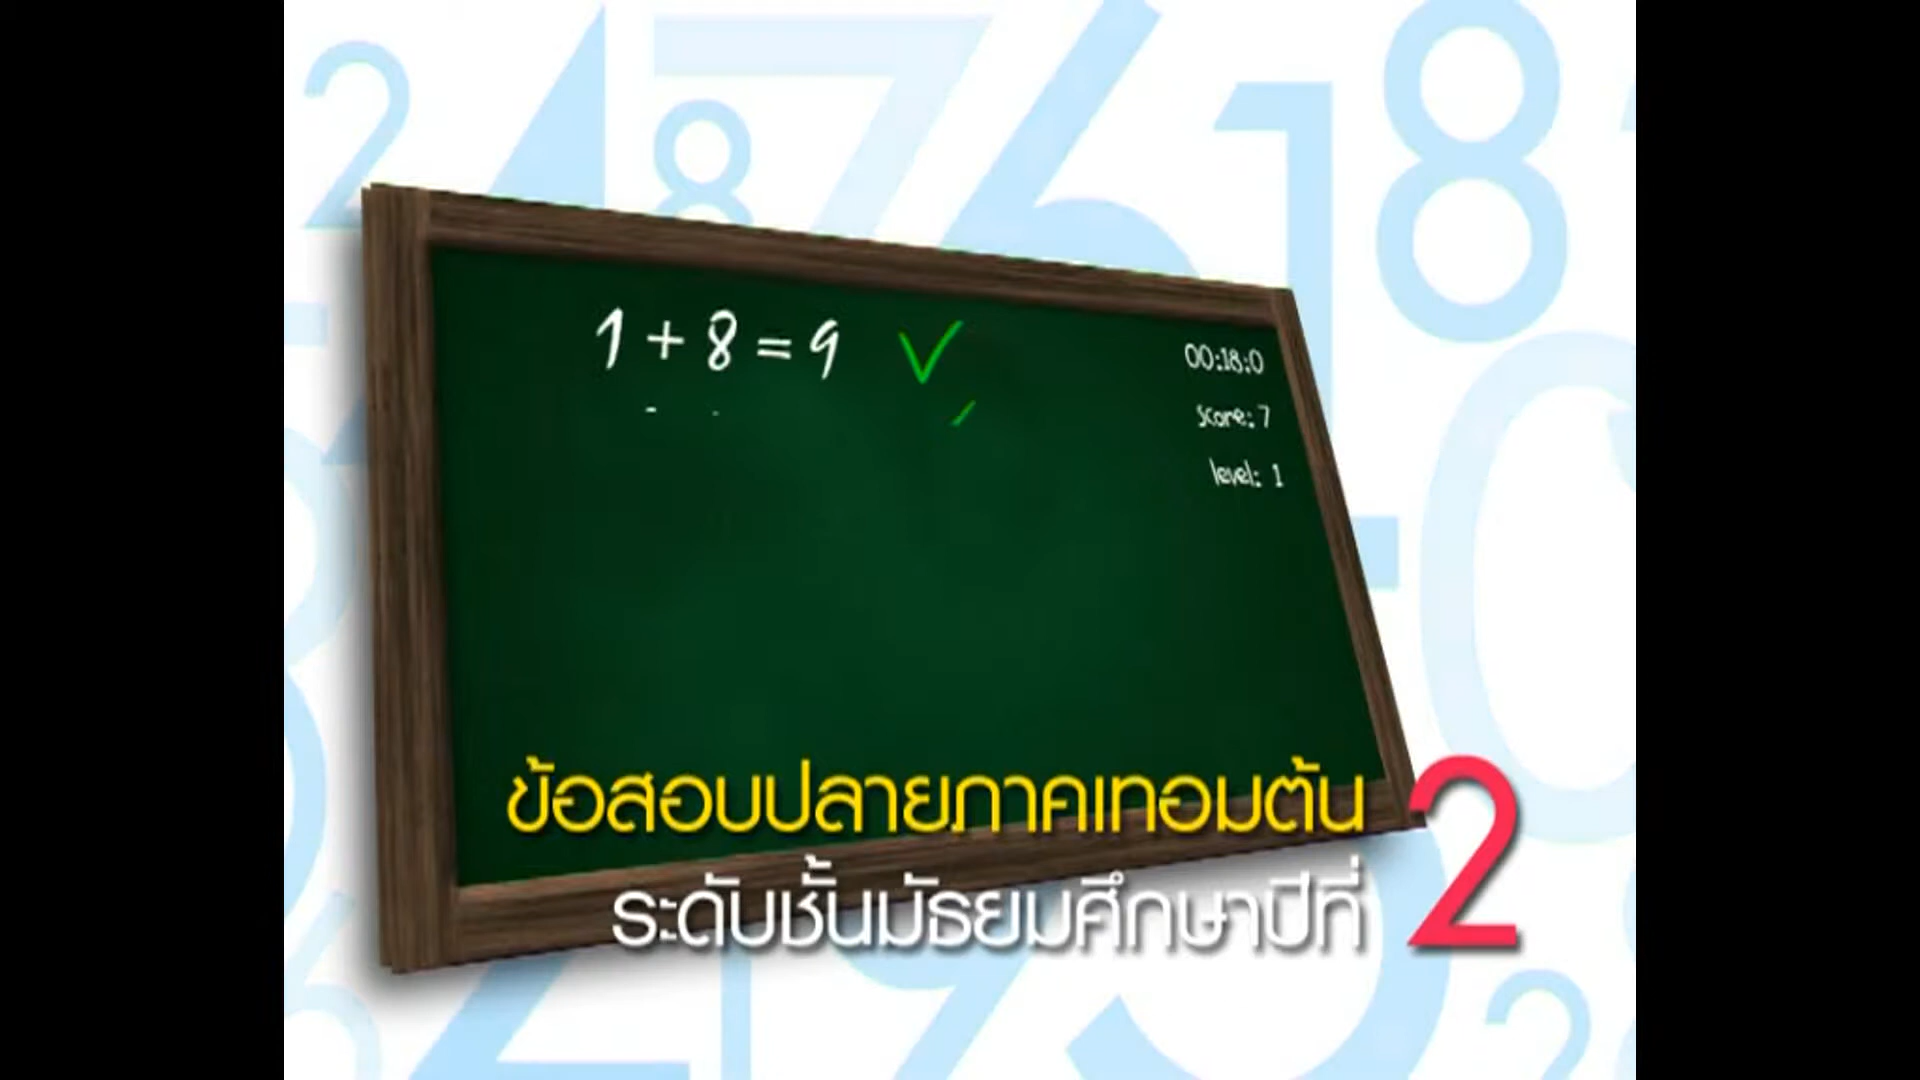 1 + 8 = 9
00:18:0
Score: 7
level: 1
ข้อสอบปลายภาคเทอมต้น
ระดับชั้นมัธยมศึกษาปีที่ 2